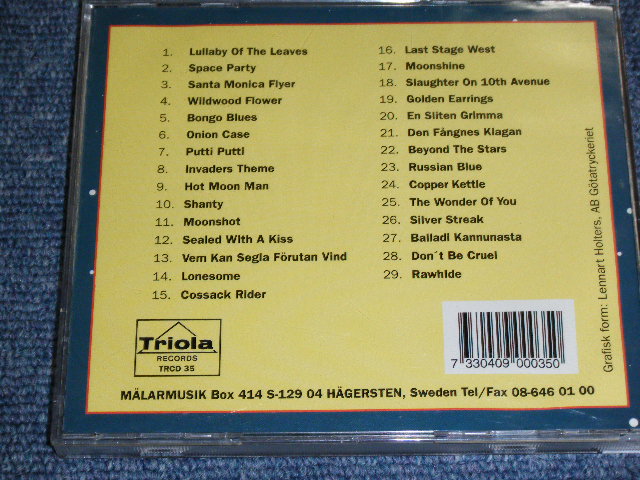 1. Lullaby Of The Leaves
2. Space Party
3. Santa Monica Flyer
4. Wildwood Flower
5. Bongo Blues
6. Onion Case
7. Putti Putti
8. Invaders Theme
9. Hot Moon Man
10. Shanty
11. Moonshot
12. Sealed With A Kiss
13. Vem Kan Segla Förutan Vind
14. Lonesome
15. Cossack Rider
16. Last Stage West
17. Moonshine
18. Slaughter On 10th Avenue
19. Golden Earrings
20. En Sliten Grimma
21. Den Fångnes Klagan
22. Beyond The Stars
23. Russian Blue
24. Copper Kettle
25. The Wonder Of You
26. Silver Streak
27. Balladi Kannunasta
28. Don´t Be Cruel
29. Rawhide
Grafisk form: Lennart Holters, AB Götatryckeriet
Triola
RECORDS
TRCD 35
7 330409 000350
MÄLARMUSIK Box 414 S-129 04 HÄGERSTEN, Sweden Tel/Fax 08-646 01 00